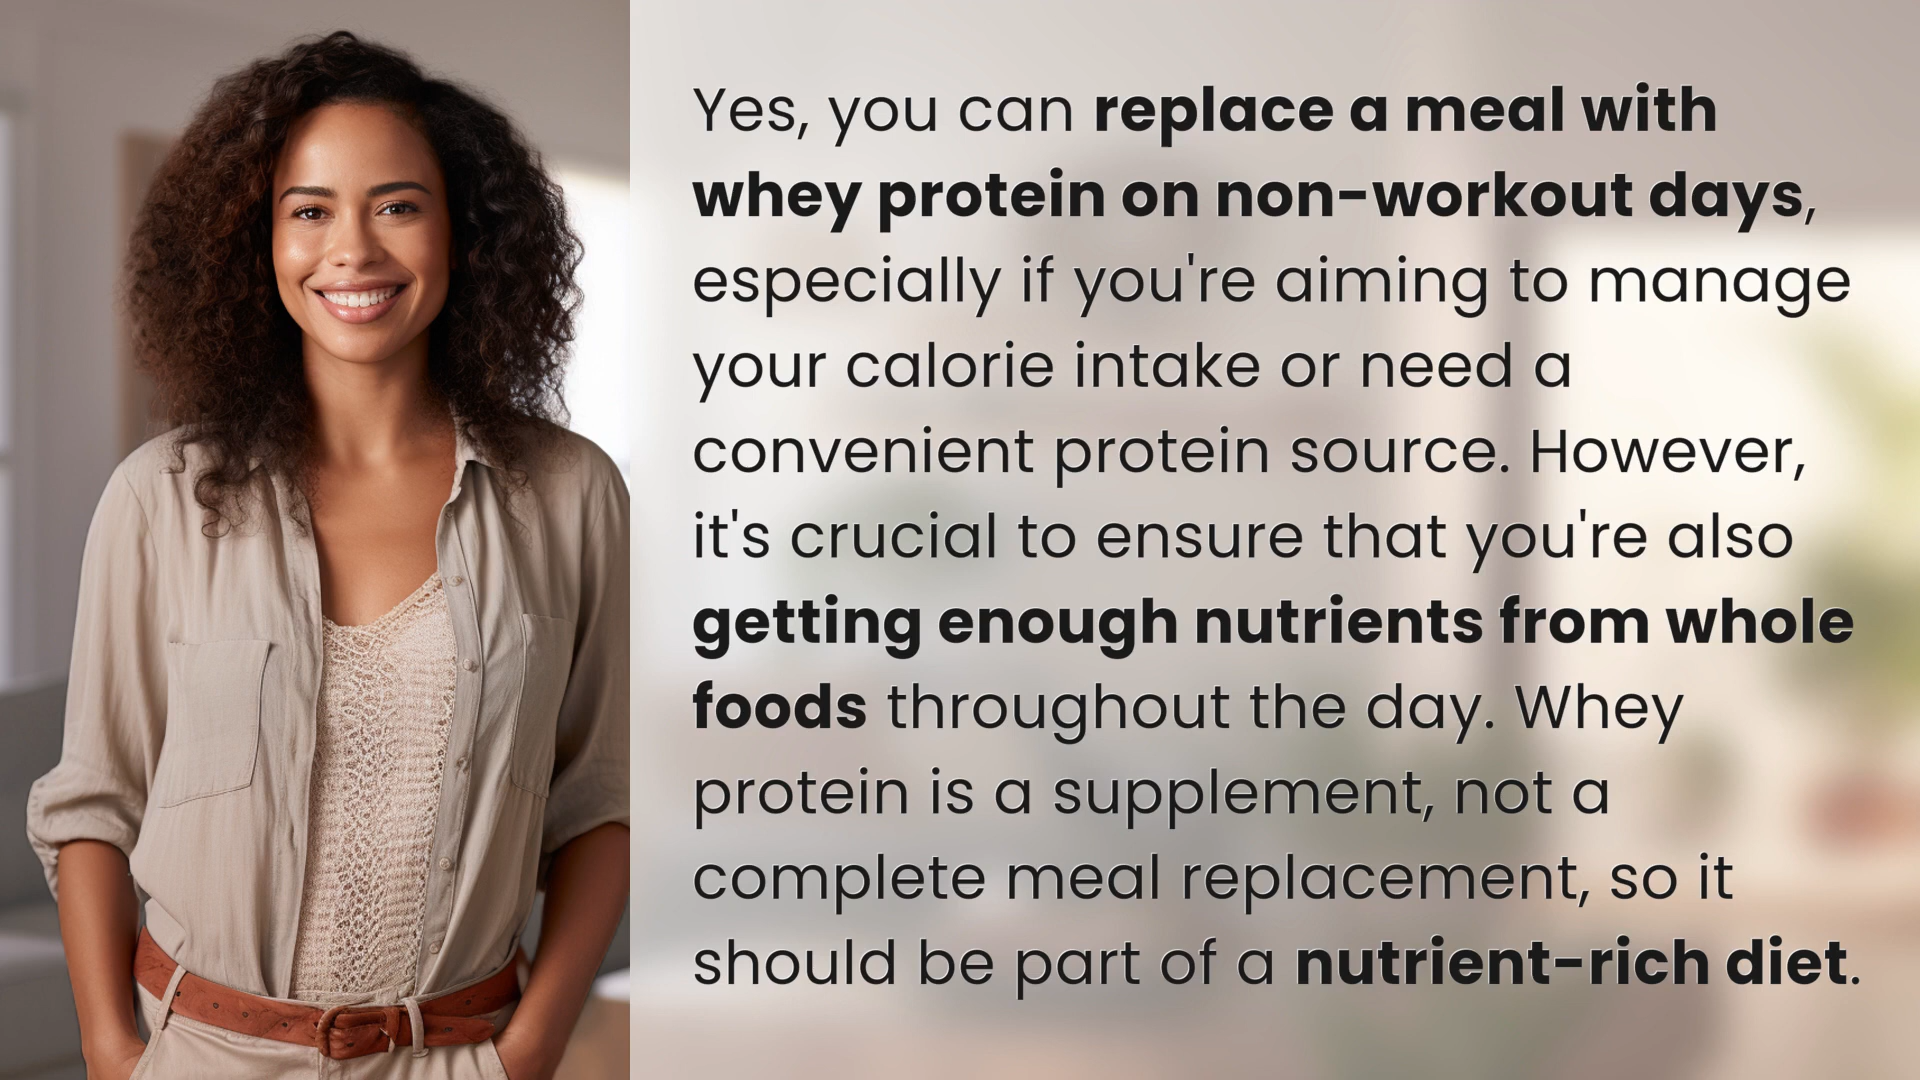 Yes, you can replace a meal with
whey protein on non-workout days,
especially if you're aiming to manage
your calorie intake or need a
convenient protein source. However,
it's crucial to ensure that you're also
getting enough nutrients from whole
foods throughout the day. Whey
protein is a supplement, not a
complete meal replacement, so it
should be part of a nutrient-rich diet.